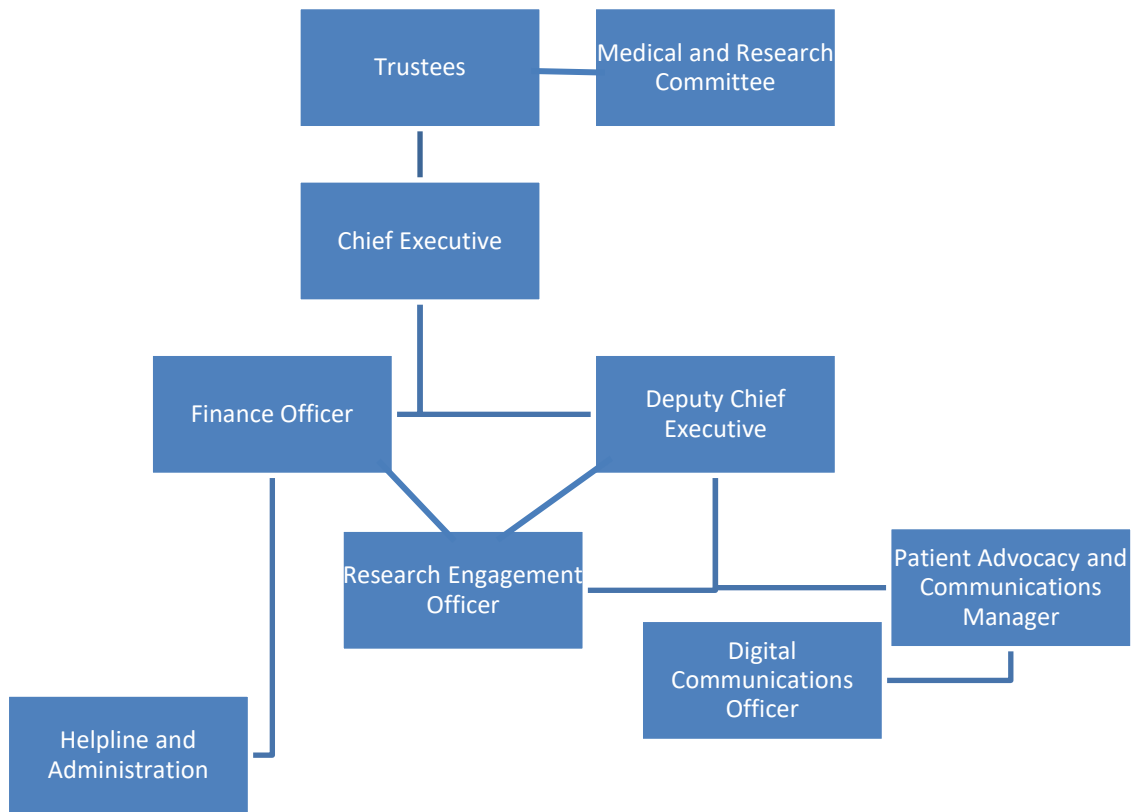 Trustees
Medical and Research
Committee
Chief Executive
Finance Officer
Deputy Chief
Executive
Research Engagement
Officer
Patient Advocacy and
Communications
Manager
Digital
Communications
Officer
Helpline and
Administration